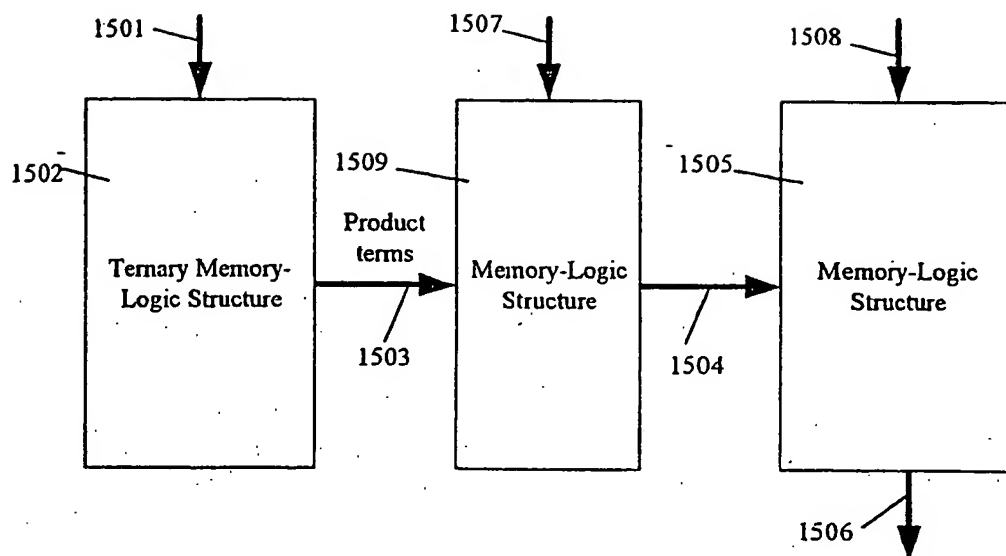 1501
1507
1508
1502
1509
1505
Product
terms
Ternary Memory-
Logic Structure
Memory-Logic
Structure
Memory-Logic
Structure
1503
1504
1506